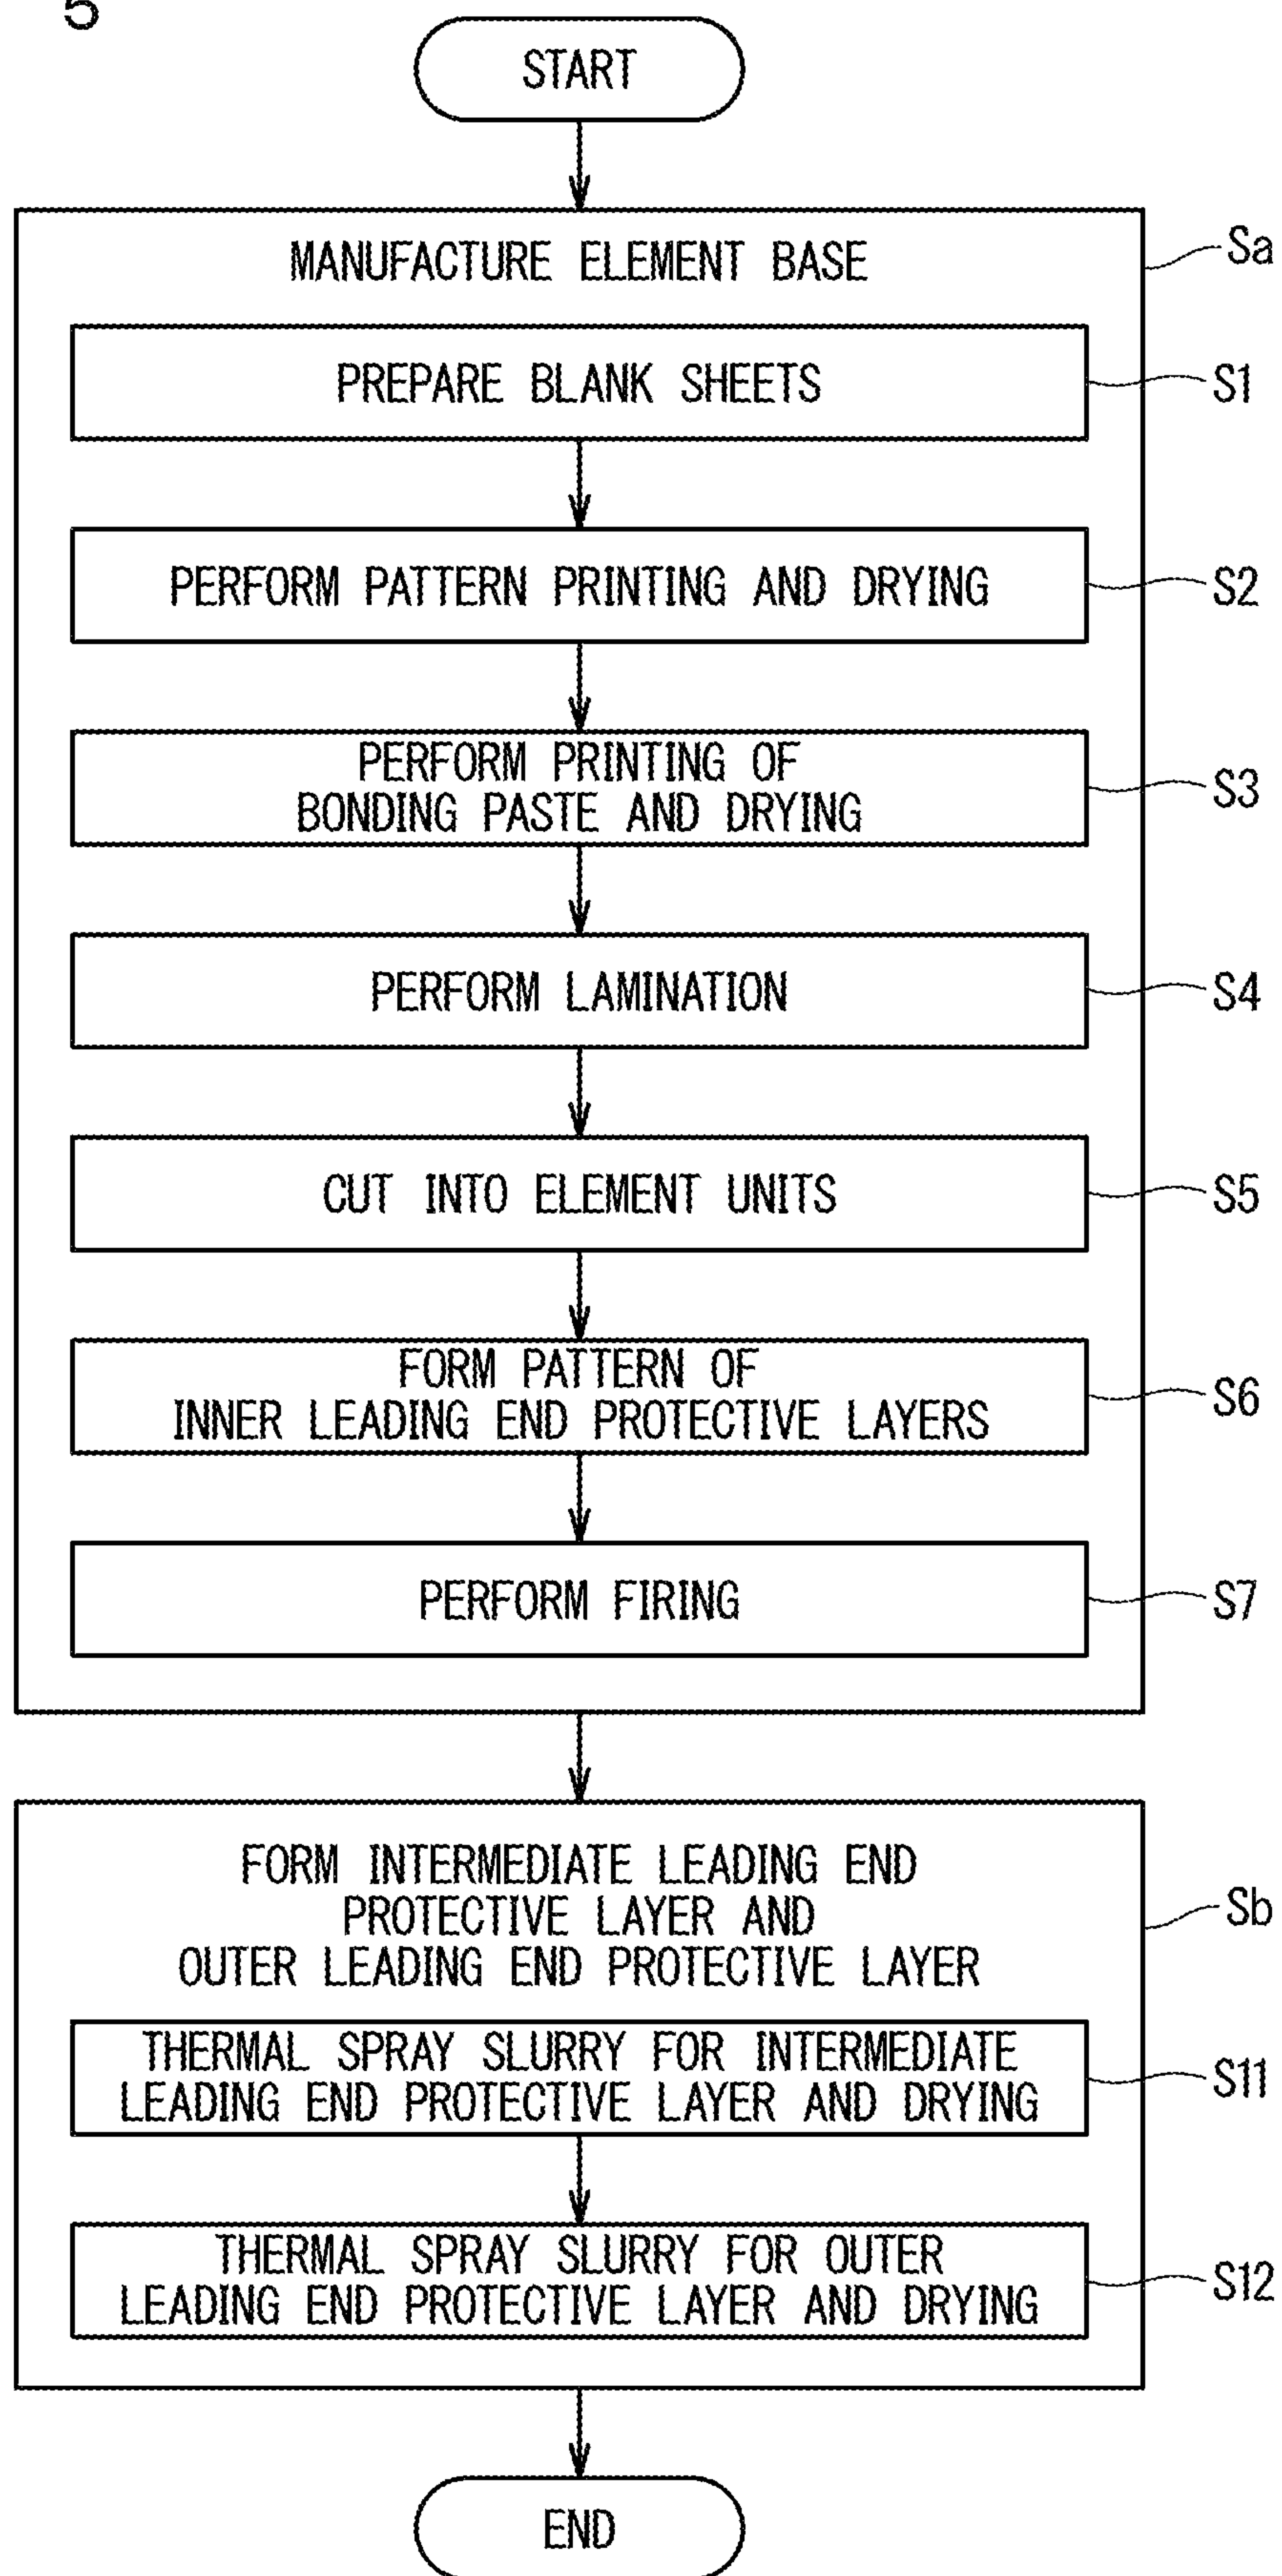 5
START
MANUFACTURE ELEMENT BASE
Sa
PREPARE BLANK SHEETS
S1
PERFORM PATTERN PRINTING AND DRYING
S2
PERFORM PRINTING OF
BONDING PASTE AND DRYING
S3
PERFORM LAMINATION
S4
CUT INTO ELEMENT UNITS
S5
FORM PATTERN OF
INNER LEADING END PROTECTIVE LAYERS
S6
PERFORM FIRING
S7
FORM INTERMEDIATE LEADING END
PROTECTIVE LAYER AND
OUTER LEADING END PROTECTIVE LAYER
Sb
THERMAL SPRAY SLURRY FOR INTERMEDIATE
LEADING END PROTECTIVE LAYER AND DRYING
S11
THERMAL SPRAY SLURRY FOR OUTER
LEADING END PROTECTIVE LAYER AND DRYING
S12
END